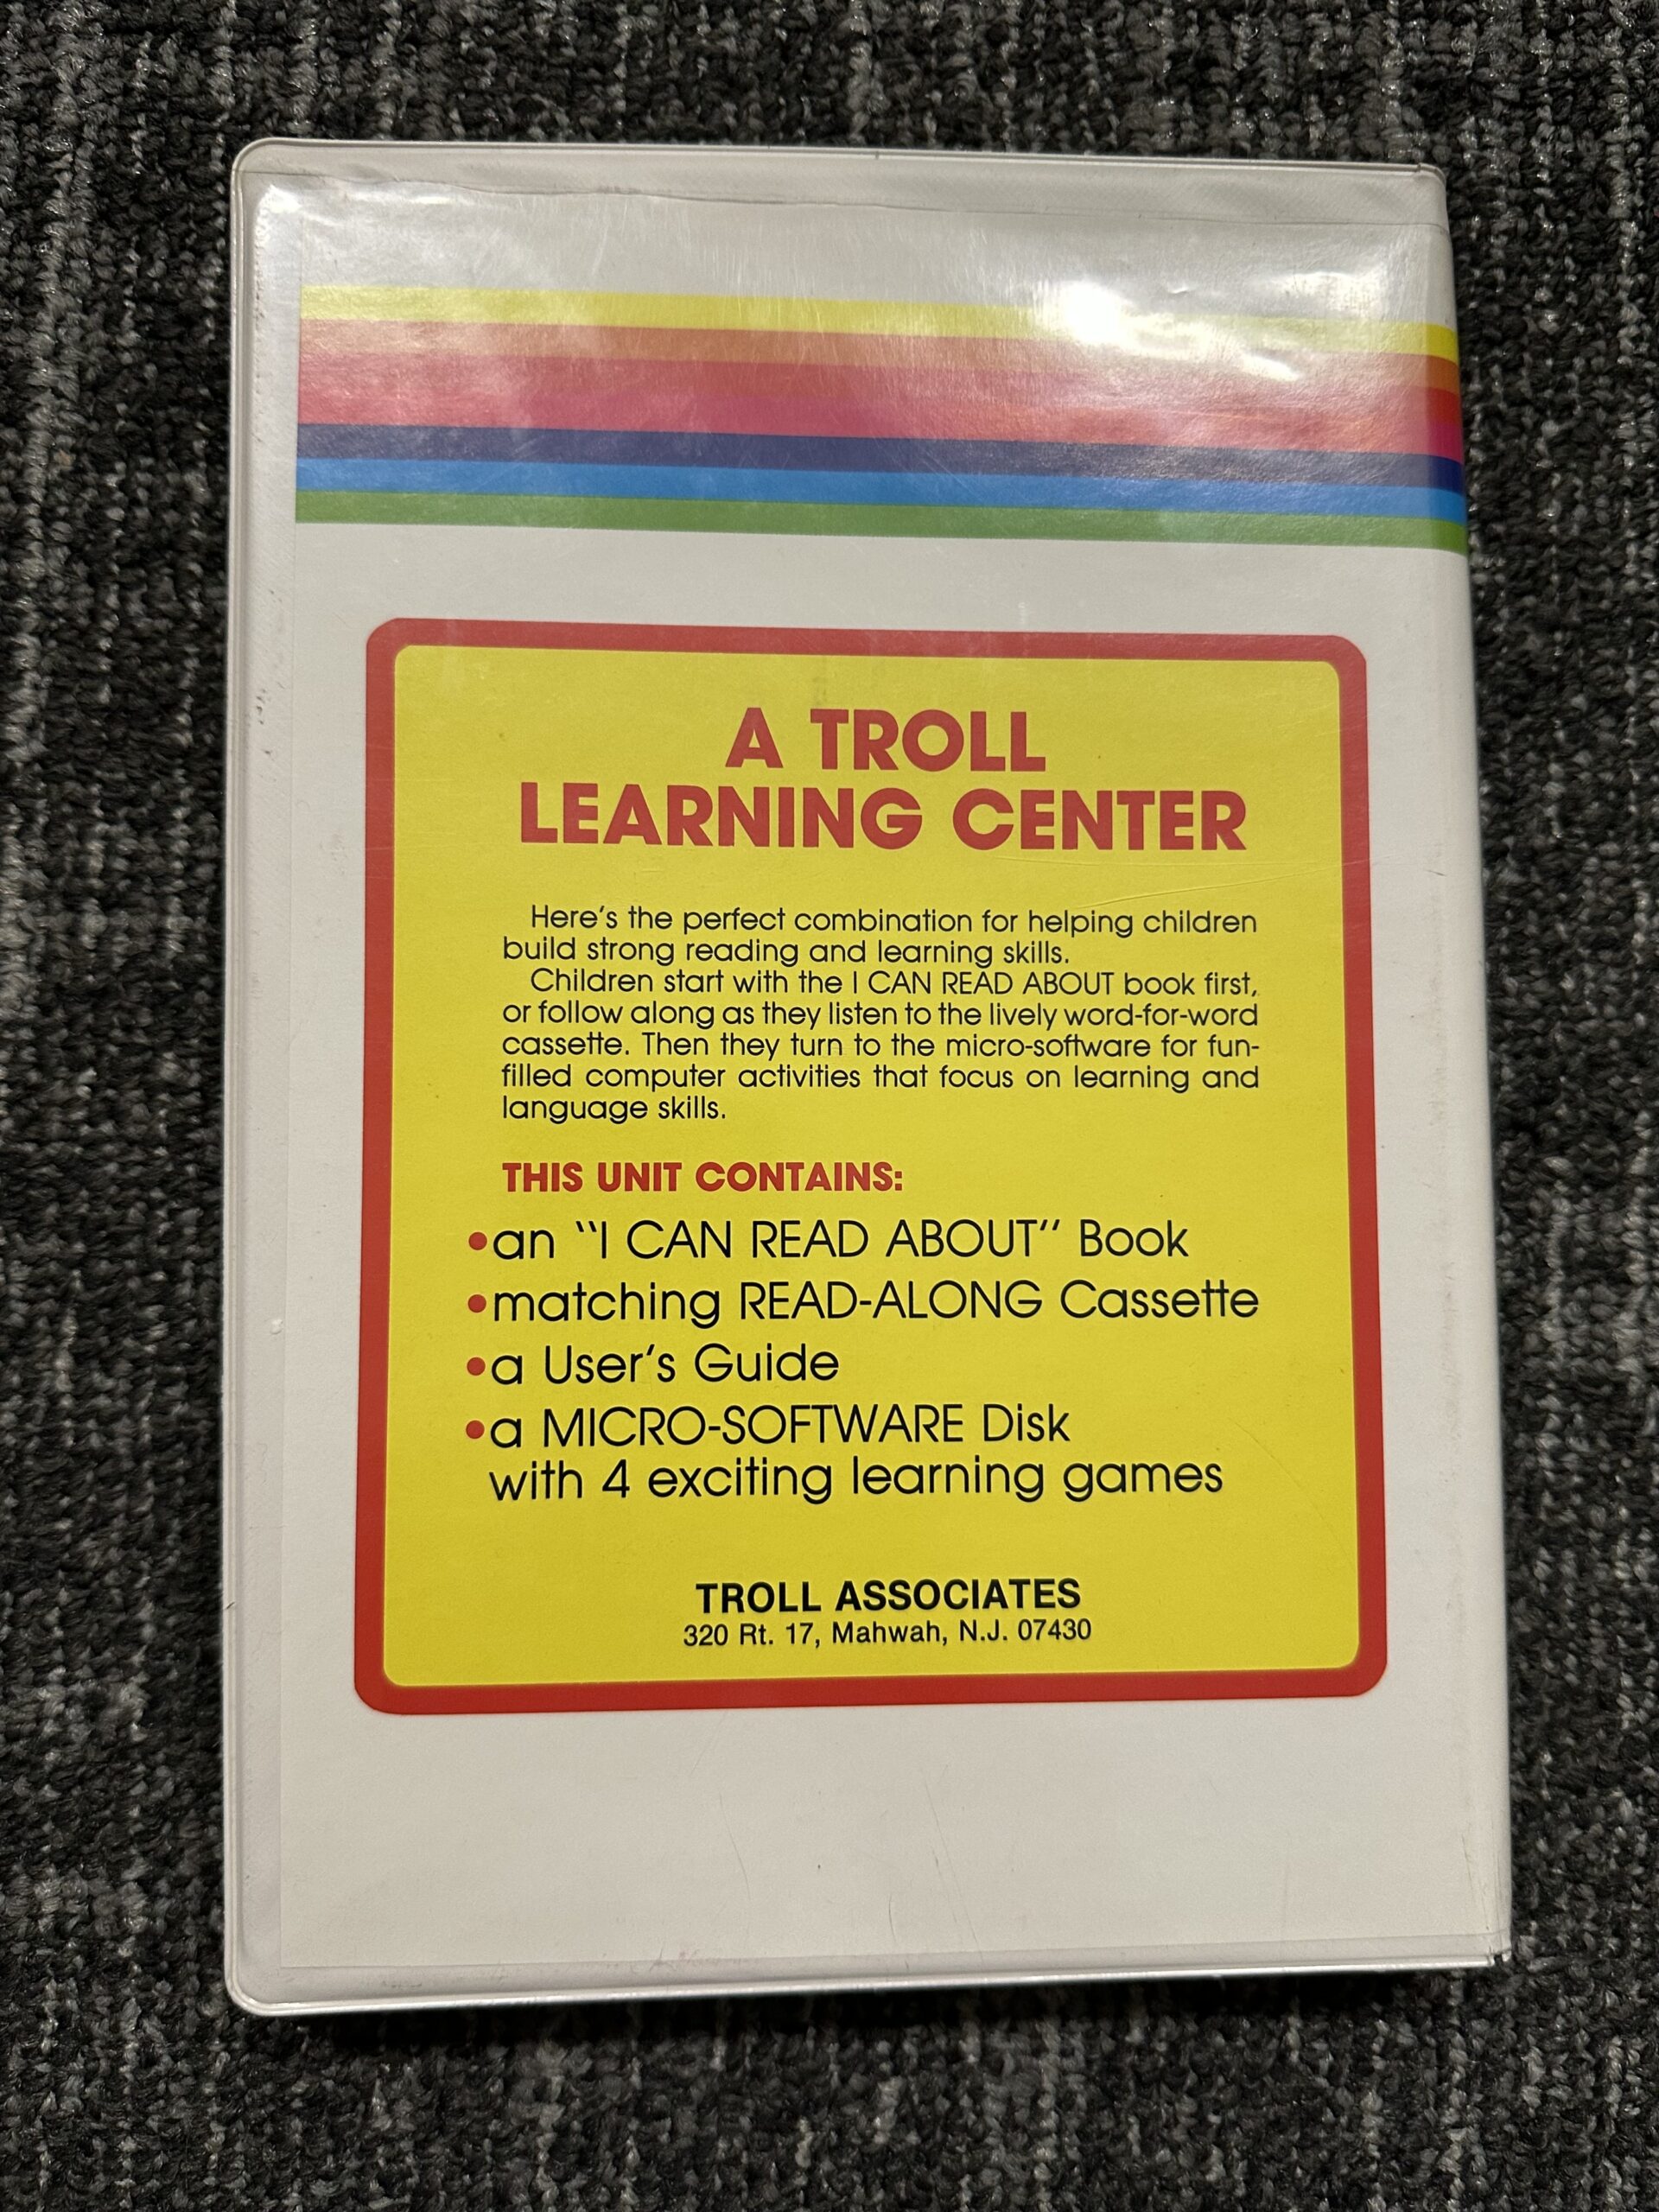 A TROLL
LEARNING CENTER
Here's the perfect combination for helping children
build strong reading and learning skills.
Children start with the I CAN READ ABOUT book first,
or follow along as they listen to the lively word-for-word
cassette. Then they turn to the micro-software for fun-
filled computer activities that focus on learning and
language skills.
THIS UNIT CONTAINS:
•an "I CAN READ ABOUT" Book
•matching READ-ALONG Cassette
•a User's Guide
•a MICRO-SOFTWARE Disk
with 4 exciting learning games
TROLL ASSOCIATES
320 Rt. 17, Mahwah, N.J. 07430